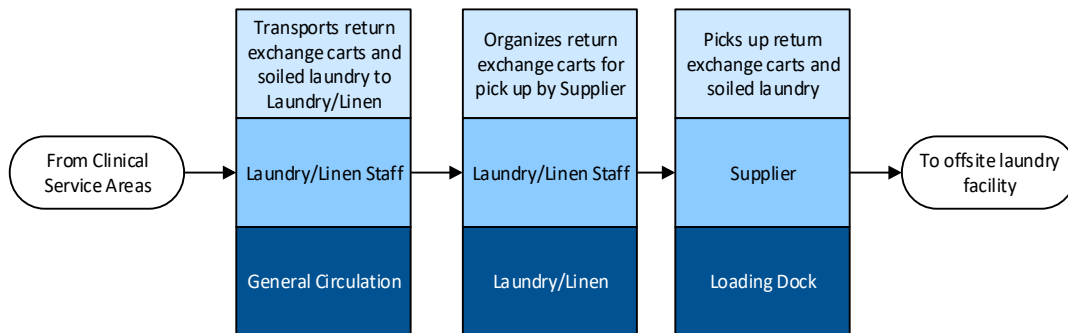 From Clinical
Service Areas
Transports return
exchange carts and
soiled laundry to
Laundry/Linen
Laundry/Linen Staff
General Circulation
Organizes return
exchange carts for
pick up by Supplier
Laundry/Linen Staff
Laundry/Linen
Picks up return
exchange carts and
soiled laundry
Supplier
Loading Dock
To offsite laundry
facility